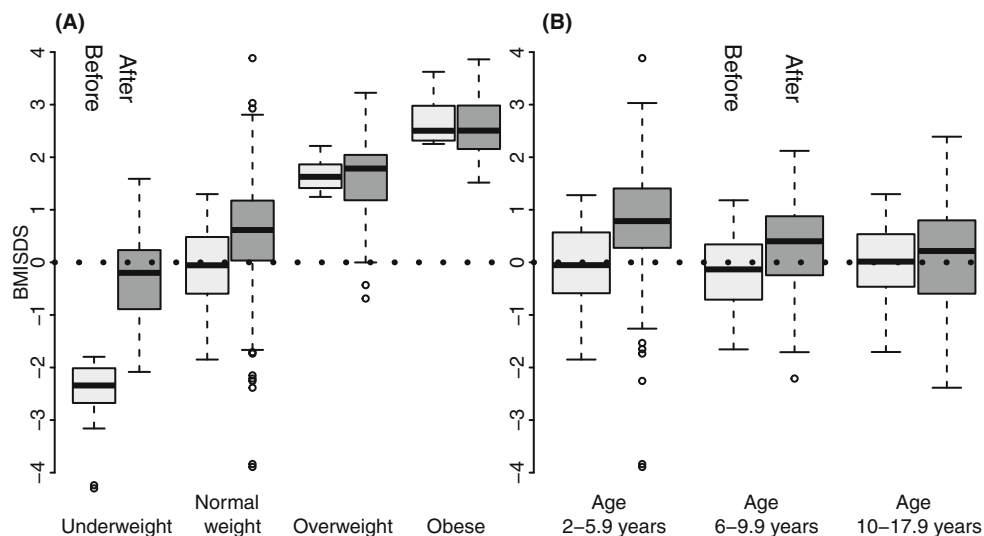 (A)
(B)
Before
After
Before
After
BMISDS
4
3
2
1
0
−1
−2
−3
−4
4
3
2
1
0
−1
−2
−3
−4
Underweight
Normal
weight
Overweight
Obese
Age
2−5.9 years
Age
6−9.9 years
Age
10−17.9 years